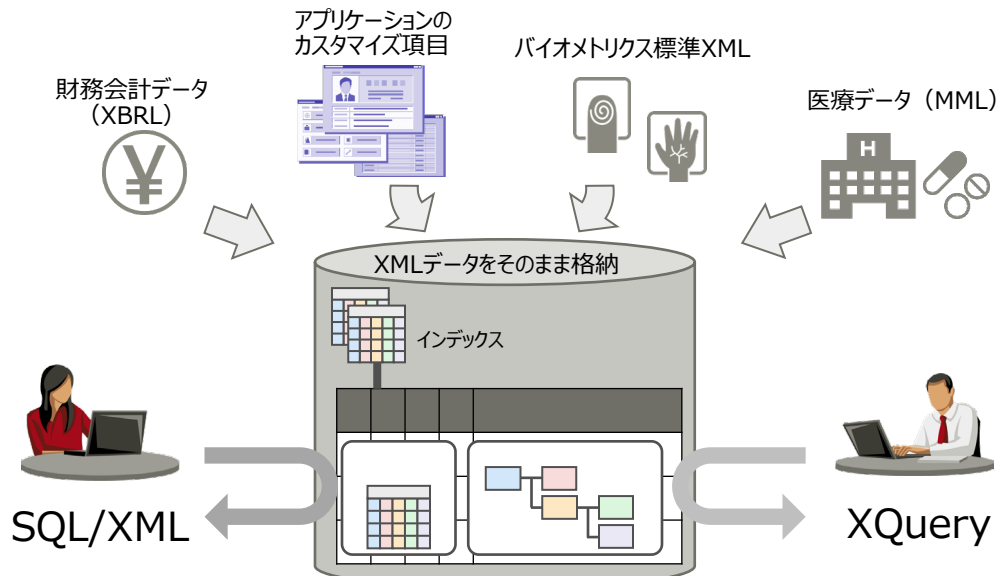 アプリケーションの
カスタマイズ項目
バイオメトリクス標準XML
財務会計データ
（XBRL）
医療データ（MML）
¥
H
XMLデータをそのまま格納
インデックス
SQL/XML
XQuery